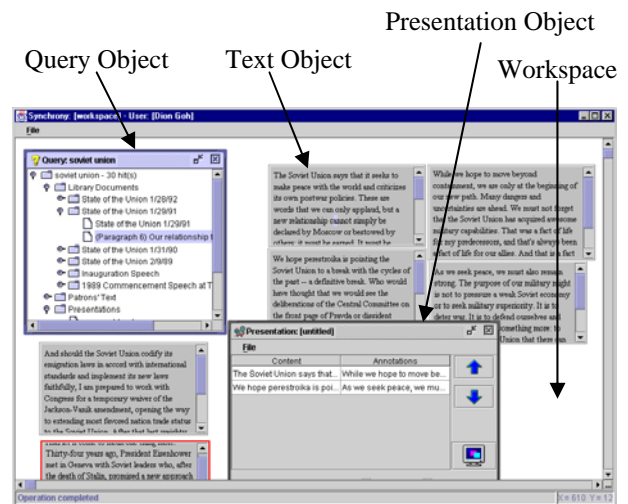 Presentation Object
Query Object
Text Object
Workspace
Synchrony: [workspace] - User: [Dion Goh]
File
Query: soviet union
soviet union - 30 hit(s)
Library Documents
State of the Union 1/28/92
State of the Union 1/29/91
State of the Union 1/29/91
(Paragraph 6) Our relationship t
State of the Union 1/31/90
State of the Union 2/9/89
Inauguration Speech
1989 Commencement Speech at T
Patrons' Text
Presentations
The Soviet Union says that it seeks to
make peace with the world and criticizes
its own postwar policies. These are
words that we can only applaud, but a
new relationship cannot simply be
declared by Moscow or bestowed by
others; it must be earned. It must be
While we hope to move beyond
containment, we are only at the beginning of
our new path. Many dangers and
uncertainties are ahead. We must not forget
that the Soviet Union has acquired awesome
military capabilities. That was a fact of life
for my predecessors, and that's always been
a fact of life for our allies. And that is a fact
We hope perestroika is pointing the
Soviet Union to a break with the cycles of
the past -- a definitive break. Who would
have thought that we would see the
deliberations of the Central Committee on
the front page of Pravda or dissident
As we seek peace, we must also remain
strong. The purpose of our military might
is not to pressure a weak Soviet economy
or to seek military superiority. It is to
deter war. It is to defend ourselves and
something more: to
Union that there can
Presentation: [untitled]
File
Content Annotations
The Soviet Union says that... While we hope to move be...
We hope perestroika is poi... As we seek peace, we mu...
And should the Soviet Union codify its
emigration laws in accord with international
standards and implement its new laws
faithfully, I am prepared to work with
Congress for a temporary waiver of the
Jackson-Vanik amendment, opening the way
to extending most favored nation trade status
to the Soviet Union. After that last weighty
Thirty-four years ago, President Eisenhower
met in Geneva with Soviet leaders who, after
the death of Stalin, promised a new approach
Operation completed
X= 610 Y= 12